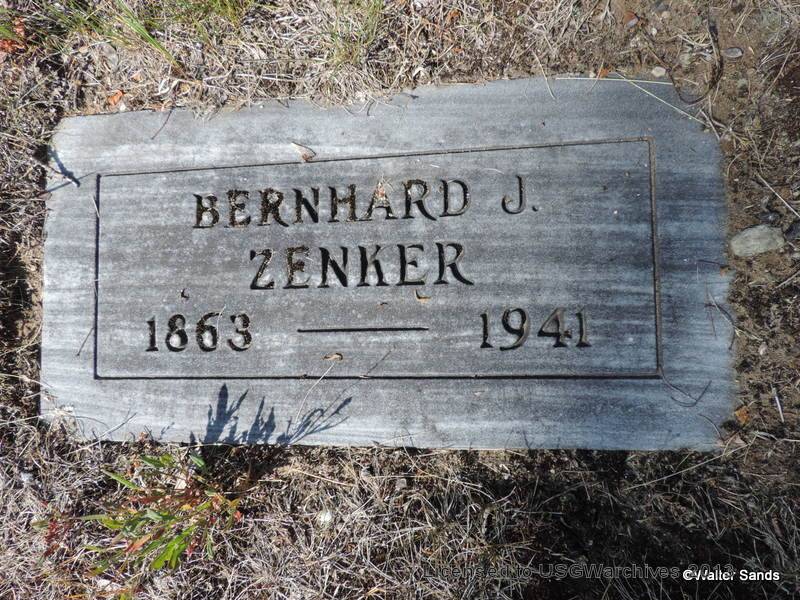 BERNHARD J.
ZENKER
1863 — 1941
Licensed to USGWarchives 2013
©Walter Sands